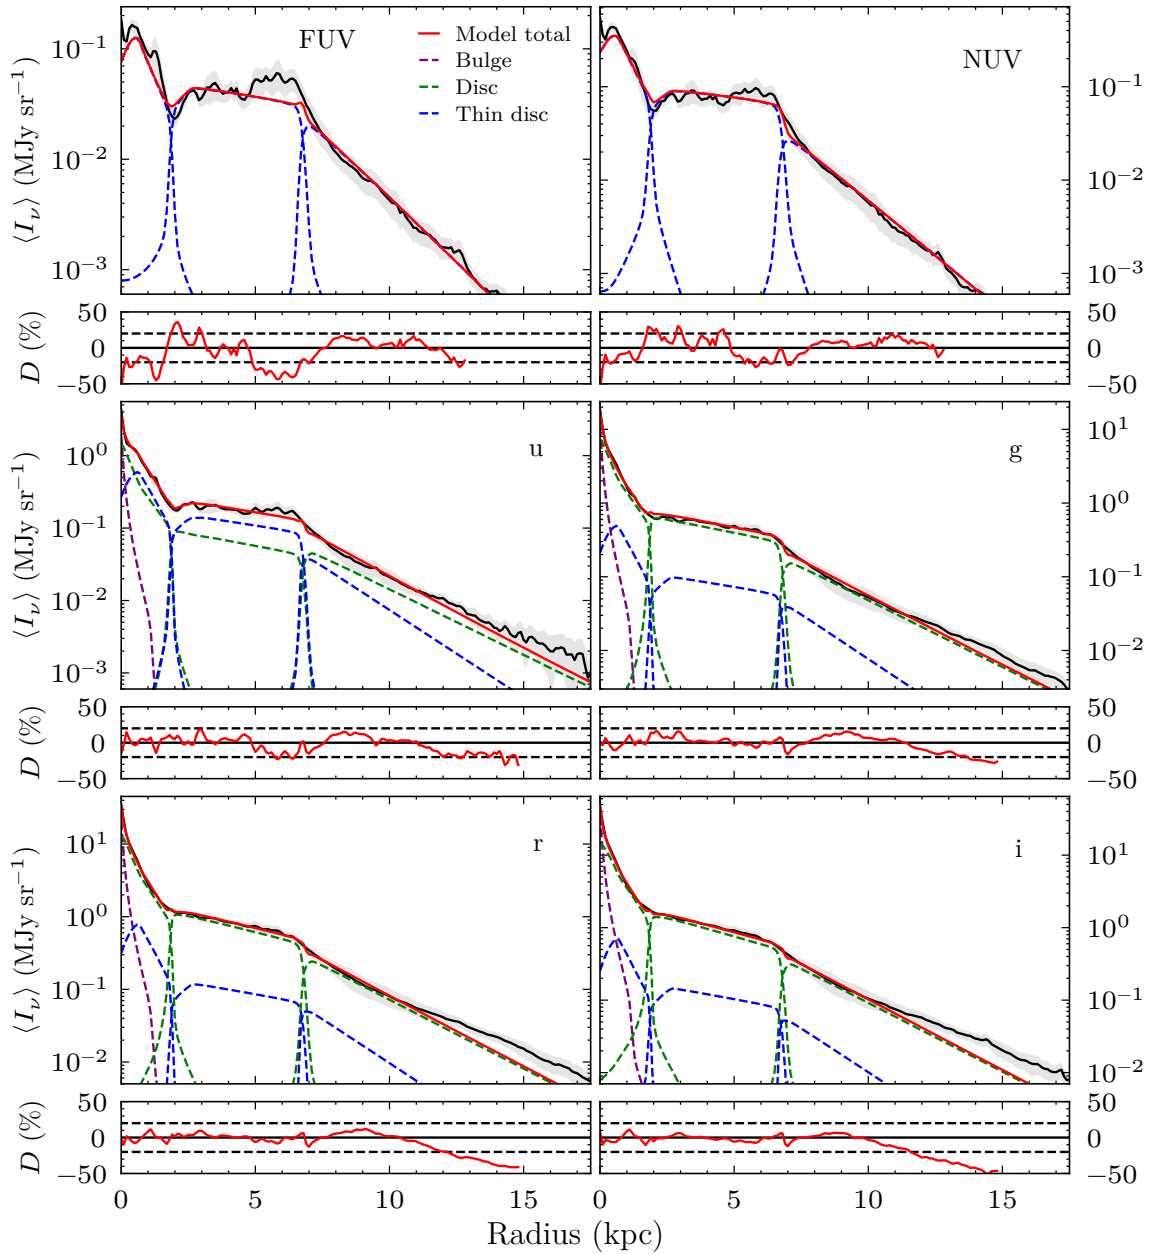 FUV
Model total
Bulge
Disc
Thin disc
NUV
10⁻¹
10⁻²
10⁻³
⟨I_ν⟩ (MJy sr⁻¹)
10⁻¹
10⁻²
10⁻³
50
0
−50
D (%)
50
0
−50
u
g
10⁰
10⁻¹
10⁻²
10⁻³
⟨I_ν⟩ (MJy sr⁻¹)
10¹
10⁰
10⁻¹
10⁻²
50
0
−50
D (%)
50
0
−50
r
i
10¹
10⁰
10⁻¹
10⁻²
⟨I_ν⟩ (MJy sr⁻¹)
10¹
10⁰
10⁻¹
10⁻²
50
0
−50
D (%)
50
0
−50
0 5 10 15 0 5 10 15
Radius (kpc)